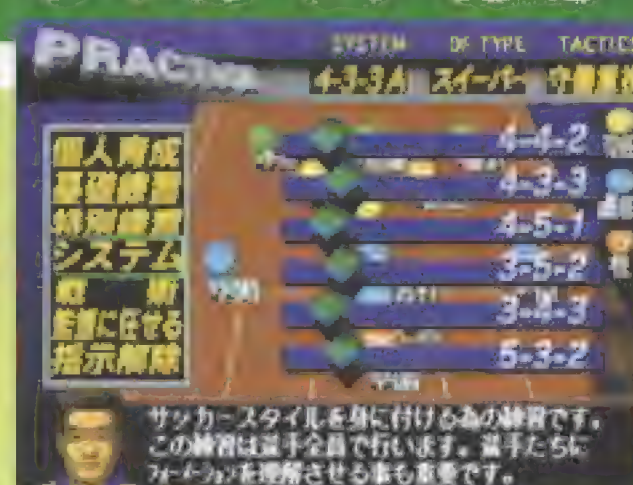 PRACTICE
SYSTEM DF TYPE TACTICS
4-3-3A スイーパー 守備重視
個人育成
基礎練習
特別練習
システム
戦術
監督に任せる
指示解除
4-4-2
4-3-3
4-5-1
3-5-2
3-4-3
5-3-2
サッカースタイルを身に付ける為の練習です。
この練習は選手全員で行います。選手たちに
フォーメーションを理解させる事も重要です。